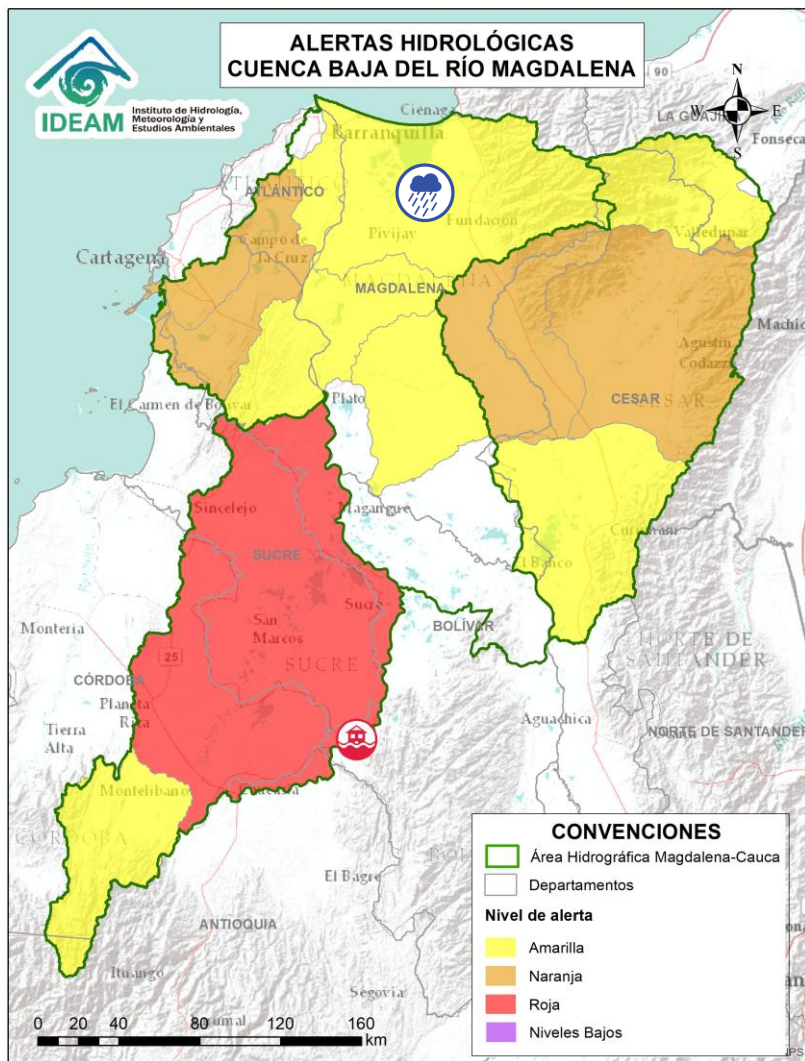 ALERTAS HIDROLÓGICAS
CUENCA BAJA DEL RÍO MAGDALENA
IDEAM
Instituto de Hidrología,
Meteorología y
Estudios Ambientales
N
W
E
S
90
LA GUAJI
Fonseca
Ciénaga
Barranquilla
ATLÁNTICO
Valledupar
Fundación
Pivijay
Cartagena
Campo de
la Cruz
MAGDALENA
Machi
Agustín
Codazzi
CESAR
Plato
El Carmen de Bolívar
Sincelejo
Magangué
SUCRE
El Banco
Sucre
San
Marcos
BOLÍVAR
Montería
25
SUCRE
NORTE DE
SANTANDER
CÓRDOBA
Planeta
Rica
Aguachica
Tierra
Alta
NORTE DE SANTANDER
Montelíbano
CÓRDOBA
El Bagre
ANTIOQUIA
Ituango
Segovia
CONVENCIONES
Área Hidrográfica Magdalena-Cauca
Departamentos
Nivel de alerta
Amarilla
Naranja
Roja
Niveles Bajos
0 20 40 80 120 160
km